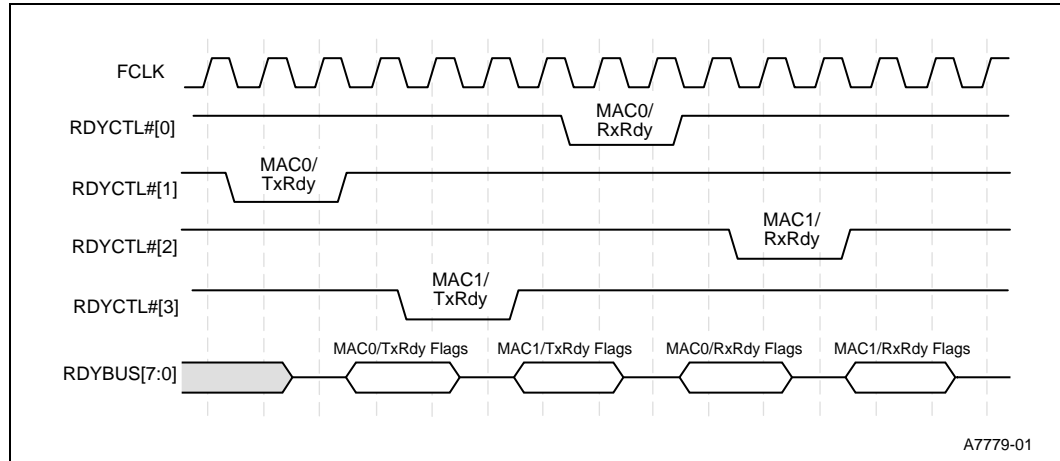 FCLK
MAC0/
RxRdy
RDYCTL#[0]
MAC0/
TxRdy
RDYCTL#[1]
MAC1/
RxRdy
RDYCTL#[2]
MAC1/
TxRdy
RDYCTL#[3]
MAC0/TxRdy Flags MAC1/TxRdy Flags MAC0/RxRdy Flags MAC1/RxRdy Flags
RDYBUS[7:0]
A7779-01